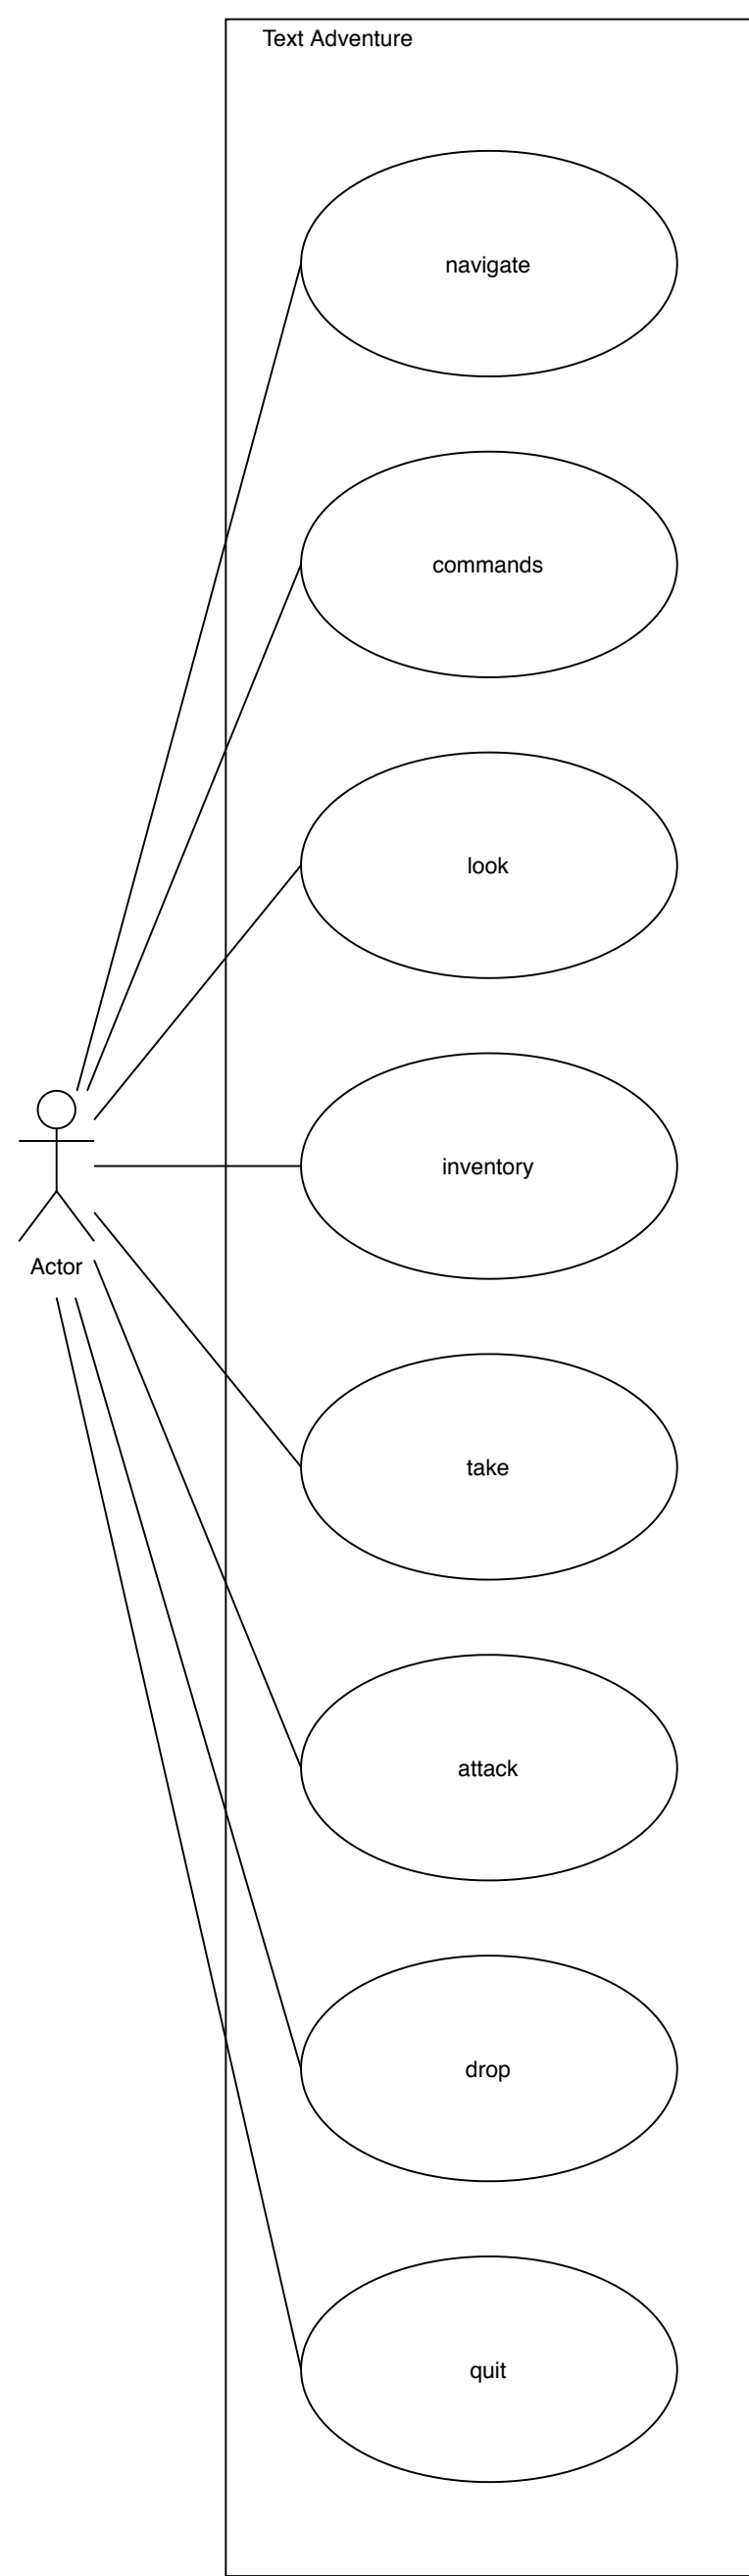 Text Adventure
navigate
commands
look
inventory
Actor
take
attack
drop
quit